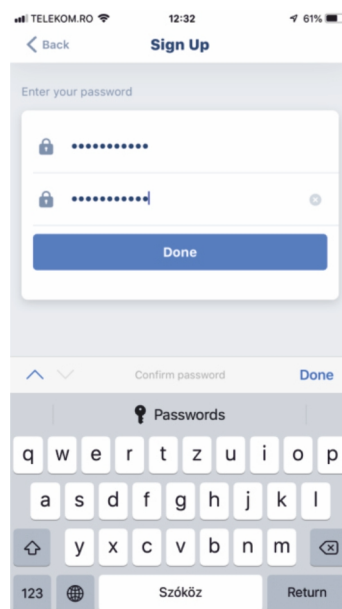 TELEKOM.RO 12:32 61%
Back Sign Up
Enter your password
•••••••••••
•••••••••••
Done
Confirm password Done
Passwords
q w e r t z u i o p
a s d f g h j k l
y x c v b n m
123 Szóköz Return